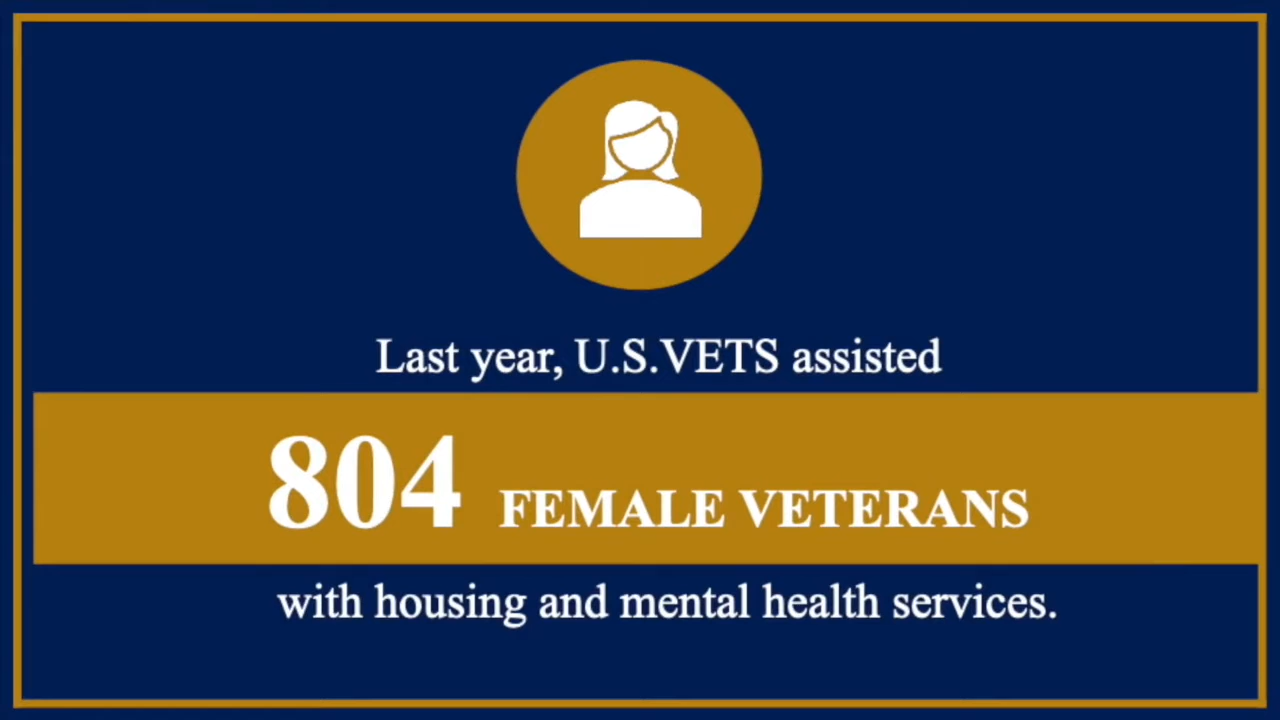 Last year, U.S.VETS assisted
804 FEMALE VETERANS
with housing and mental health services.